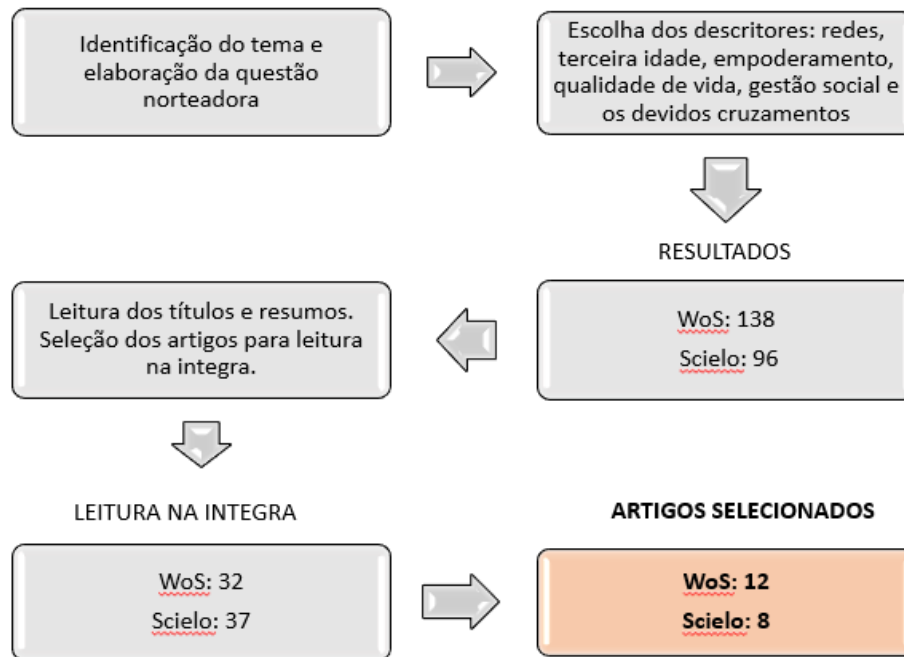 Identificação do tema e
elaboração da questão
norteadora
Escolha dos descritores: redes,
terceira idade, empoderamento,
qualidade de vida, gestão social e
os devidos cruzamentos
RESULTADOS
WoS: 138
Scielo: 96
Leitura dos títulos e resumos.
Seleção dos artigos para leitura
na integra.
LEITURA NA INTEGRA
WoS: 32
Scielo: 37
ARTIGOS SELECIONADOS
WoS: 12
Scielo: 8